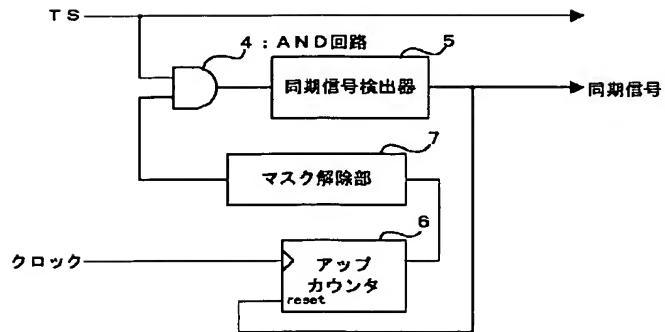 TS
4:AND回路
5
同期信号検出器
同期信号
7
マスク解除部
6
クロック
アップ
カウンタ
reset